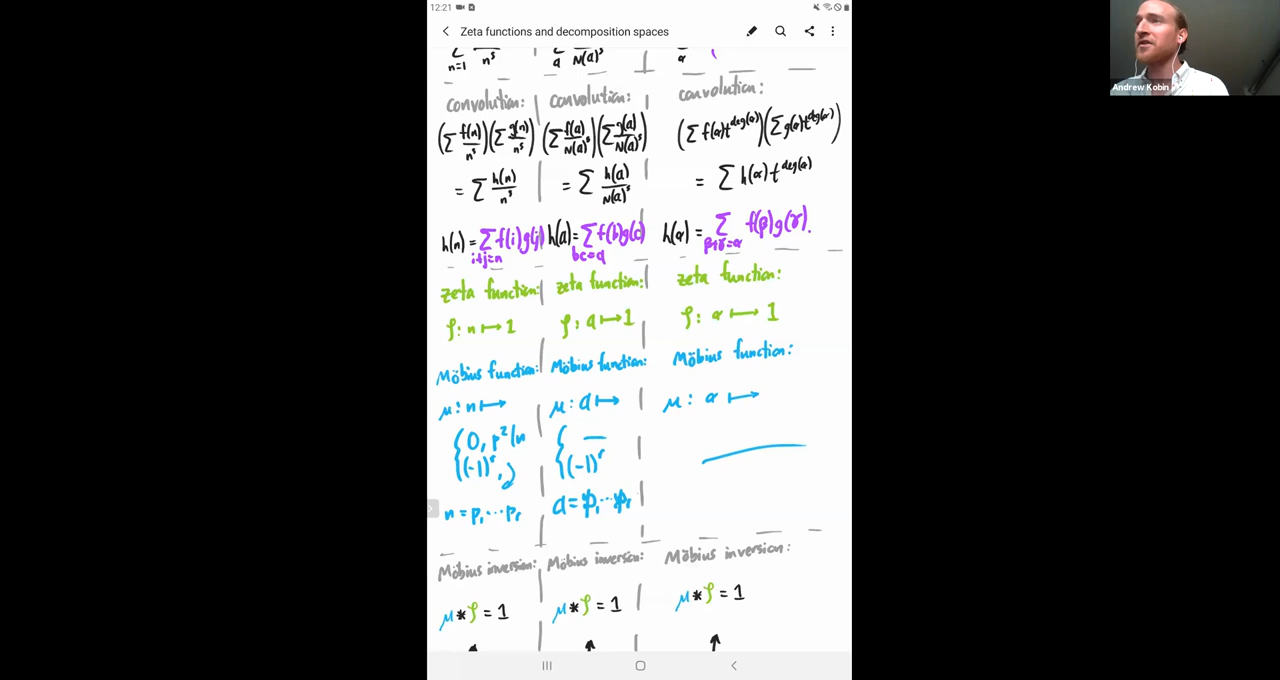 12:21
Zeta functions and decomposition spaces
Andrew Kobin
∑ n=1 n^s
∑ a N(a)^s
∑ α
convolution:
(∑ f(n)/n^s)(∑ g(n)/n^s)
= ∑ h(n)/n^s
h(n) = ∑ i+j=n f(i)g(j)
zeta function:
ζ: n ↦ 1
Möbius function:
μ: n ↦
{ 0, p²|n
(-1)^r,
n = p₁⋯pᵣ
Möbius inversion:
μ * ζ = 1
convolution:
(∑ f(a)/N(a)^s)(∑ g(a)/N(a)^s)
= ∑ h(a)/N(a)^s
h(a) = ∑ bc=a f(b)g(c)
zeta function:
ζ: a ↦ 1
Möbius function:
μ: a ↦
{ —
(-1)^r
a = p₁⋯pᵣ
Möbius inversion:
μ * ζ = 1
convolution:
(∑ f(α)t^deg(α))(∑ g(α)t^deg(α))
= ∑ h(α)t^deg(α)
h(α) = ∑ β+γ=α f(β)g(γ).
zeta function:
ζ: α ↦ 1
Möbius function:
μ: α ↦
Möbius inversion:
μ * ζ = 1